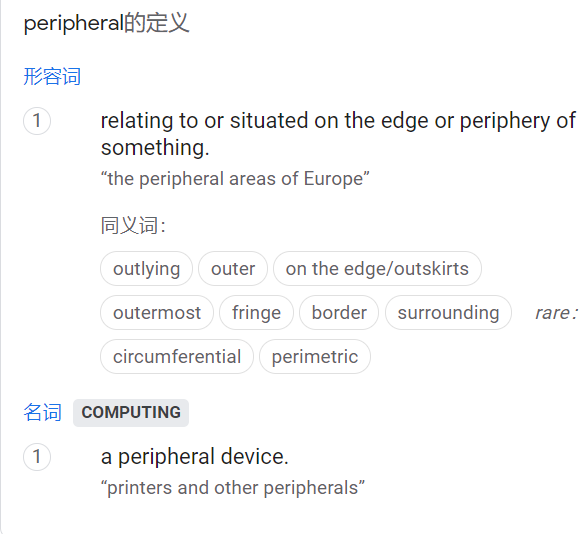 peripheral的定义
形容词
1 relating to or situated on the edge or periphery of
something.
“the peripheral areas of Europe”
同义词：
outlying outer on the edge/outskirts
outermost fringe border surrounding rare：
circumferential perimetric
名词 COMPUTING
1 a peripheral device.
“printers and other peripherals”